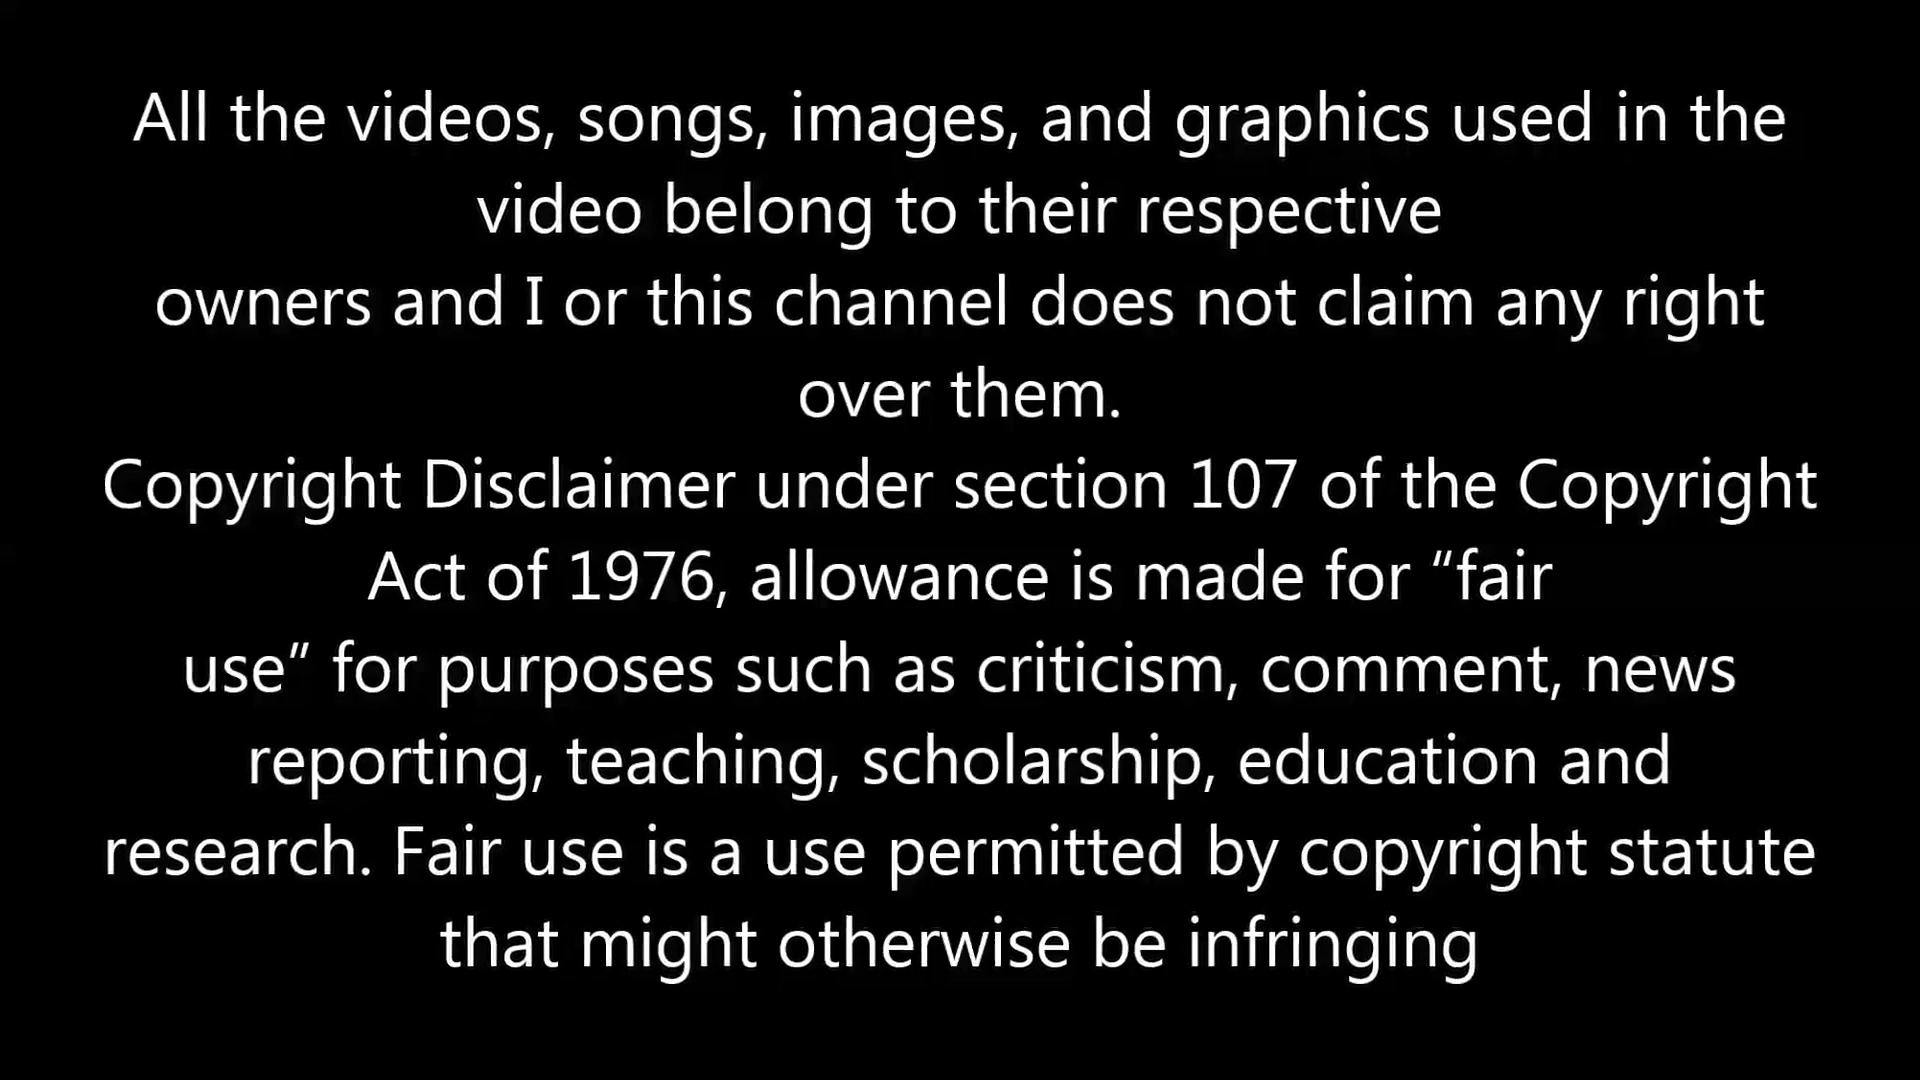 All the videos, songs, images, and graphics used in the
video belong to their respective
owners and I or this channel does not claim any right
over them.
Copyright Disclaimer under section 107 of the Copyright
Act of 1976, allowance is made for “fair
use” for purposes such as criticism, comment, news
reporting, teaching, scholarship, education and
research. Fair use is a use permitted by copyright statute
that might otherwise be infringing